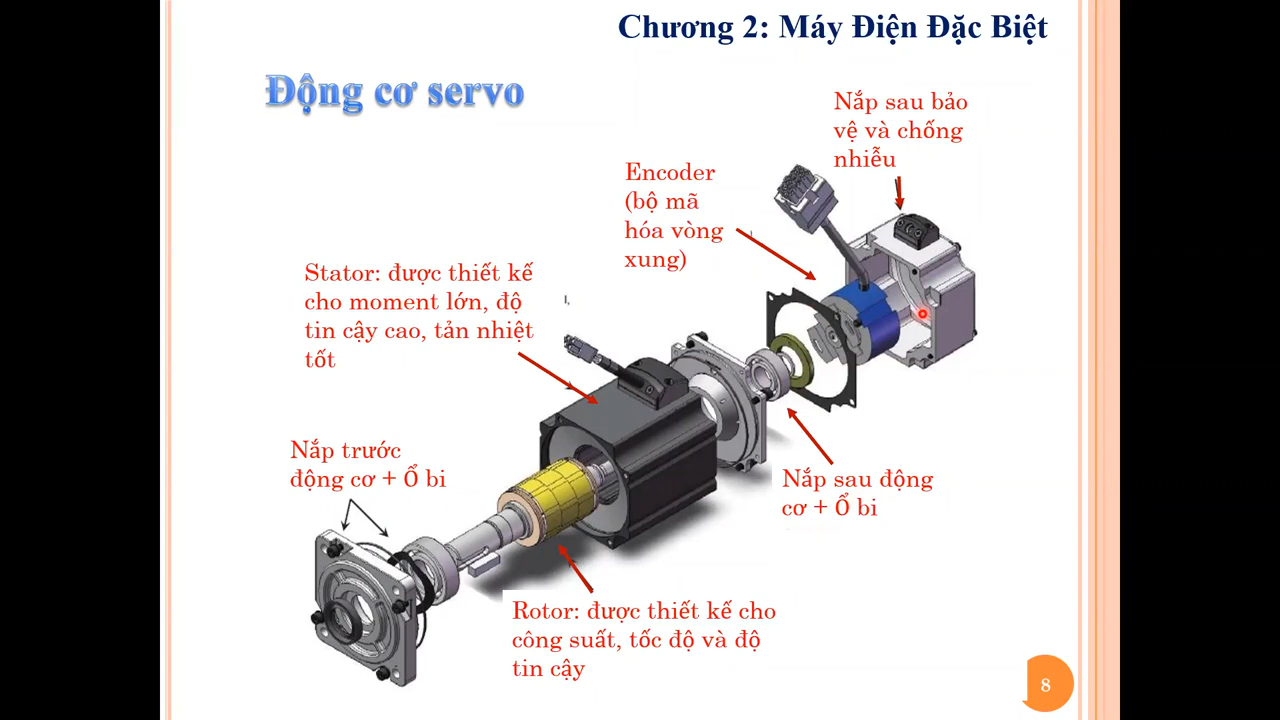 Chương 2: Máy Điện Đặc Biệt
Động cơ servo
Nắp sau bảo
vệ và chống
nhiễu
Encoder
(bộ mã
hóa vòng
xung)
Stator: được thiết kế
cho moment lớn, độ
tin cậy cao, tản nhiệt
tốt
Nắp trước
động cơ + Ổ bi
Nắp sau động
cơ + Ổ bi
Rotor: được thiết kế cho
công suất, tốc độ và độ
tin cậy
8